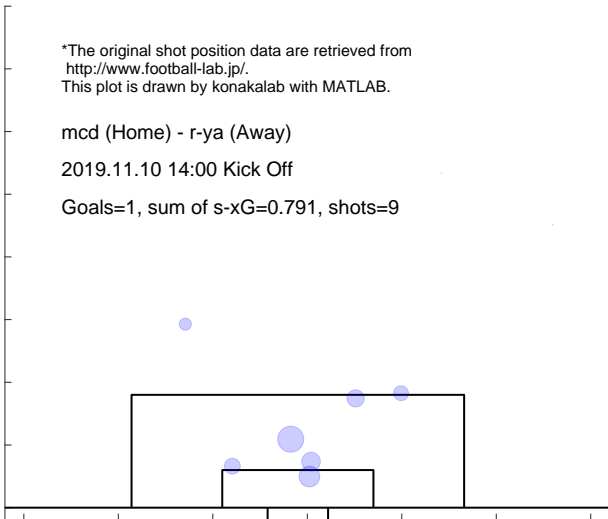 *The original shot position data are retrieved from
http://www.football-lab.jp/.
This plot is drawn by konakalab with MATLAB.
mcd (Home) - r-ya (Away)
2019.11.10 14:00 Kick Off
Goals=1, sum of s-xG=0.791, shots=9